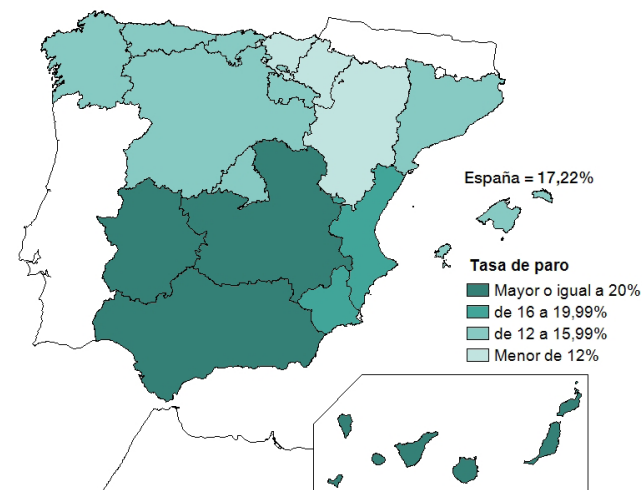 España = 17,22%
Tasa de paro
Mayor o igual a 20%
de 16 a 19,99%
de 12 a 15,99%
Menor de 12%